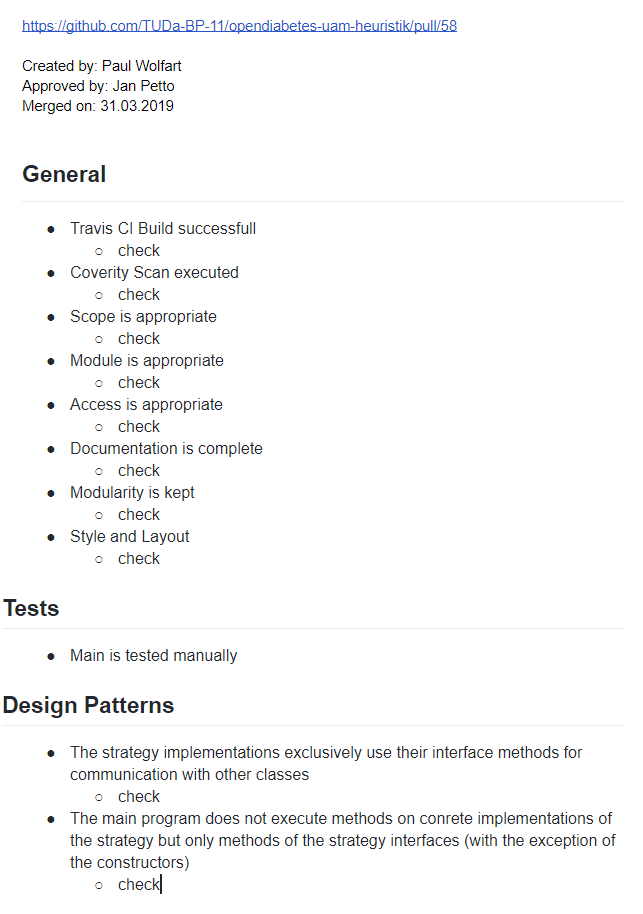 https://github.com/TUDa-BP-11/opendiabetes-uam-heuristik/pull/58
Created by: Paul Wolfart
Approved by: Jan Petto
Merged on: 31.03.2019
General
● Travis CI Build successfull
○ check
● Coverity Scan executed
○ check
● Scope is appropriate
○ check
● Module is appropriate
○ check
● Access is appropriate
○ check
● Documentation is complete
○ check
● Modularity is kept
○ check
● Style and Layout
○ check
Tests
● Main is tested manually
Design Patterns
● The strategy implementations exclusively use their interface methods for
communication with other classes
○ check
● The main program does not execute methods on conrete implementations of
the strategy but only methods of the strategy interfaces (with the exception of
the constructors)
○ check